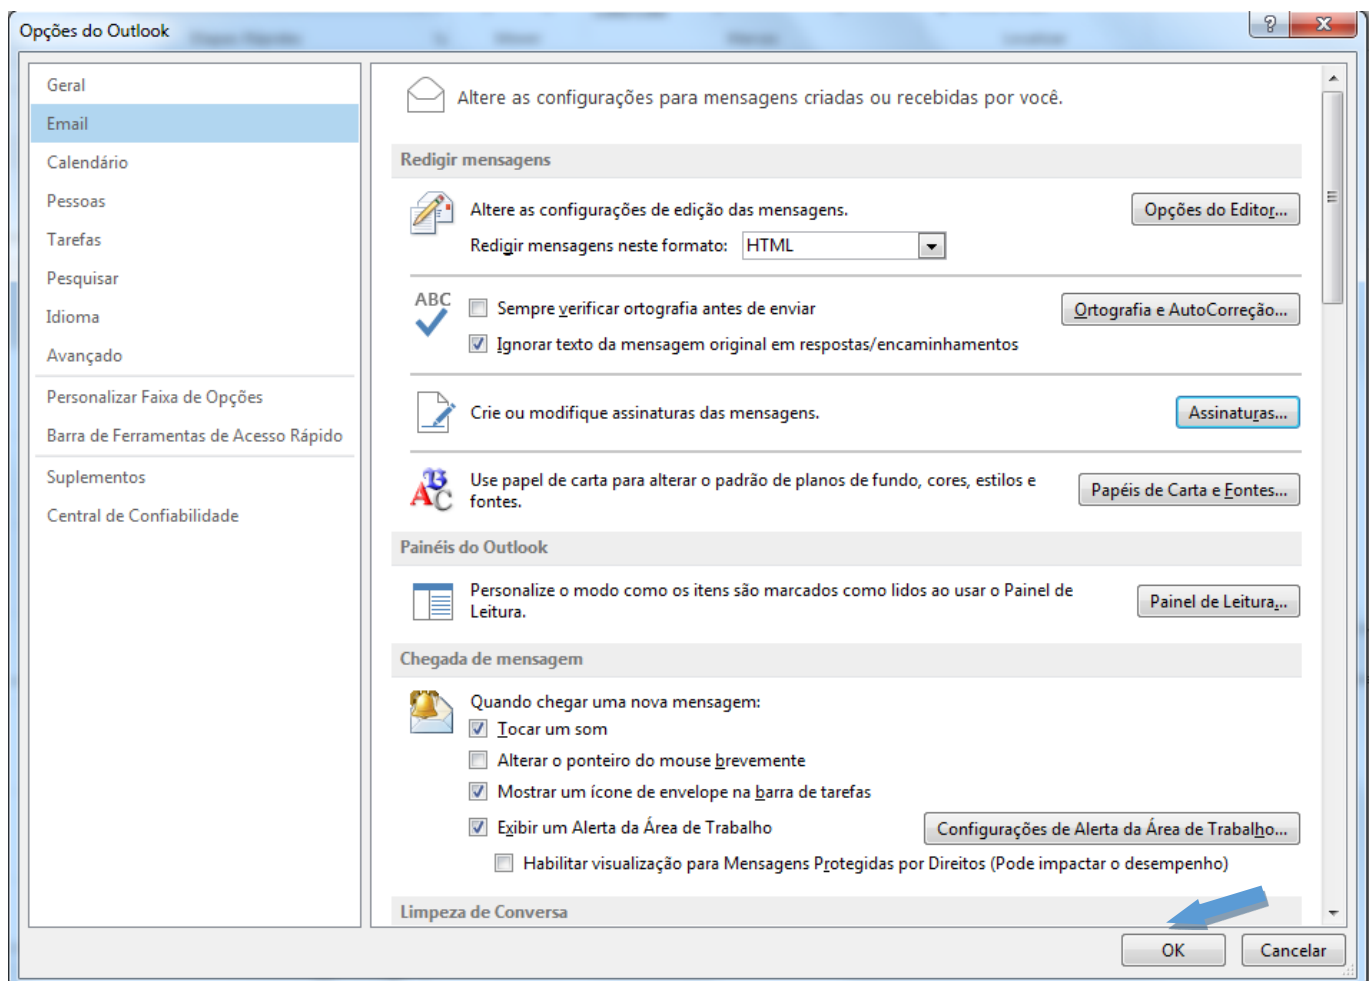 Opções do Outlook
Geral
Email
Calendário
Pessoas
Tarefas
Pesquisar
Idioma
Avançado
Personalizar Faixa de Opções
Barra de Ferramentas de Acesso Rápido
Suplementos
Central de Confiabilidade
Altere as configurações para mensagens criadas ou recebidas por você.
Redigir mensagens
Altere as configurações de edição das mensagens.
Opções do Editor...
Redigir mensagens neste formato: HTML
ABC
Sempre verificar ortografia antes de enviar
Ortografia e AutoCorreção...
Ignorar texto da mensagem original em respostas/encaminhamentos
Crie ou modifique assinaturas das mensagens.
Assinaturas...
Use papel de carta para alterar o padrão de planos de fundo, cores, estilos e
fontes.
Papéis de Carta e Fontes...
Painéis do Outlook
Personalize o modo como os itens são marcados como lidos ao usar o Painel de
Leitura.
Painel de Leitura...
Chegada de mensagem
Quando chegar uma nova mensagem:
Tocar um som
Alterar o ponteiro do mouse brevemente
Mostrar um ícone de envelope na barra de tarefas
Exibir um Alerta da Área de Trabalho
Configurações de Alerta da Área de Trabalho...
Habilitar visualização para Mensagens Protegidas por Direitos (Pode impactar o desempenho)
Limpeza de Conversa
OK
Cancelar